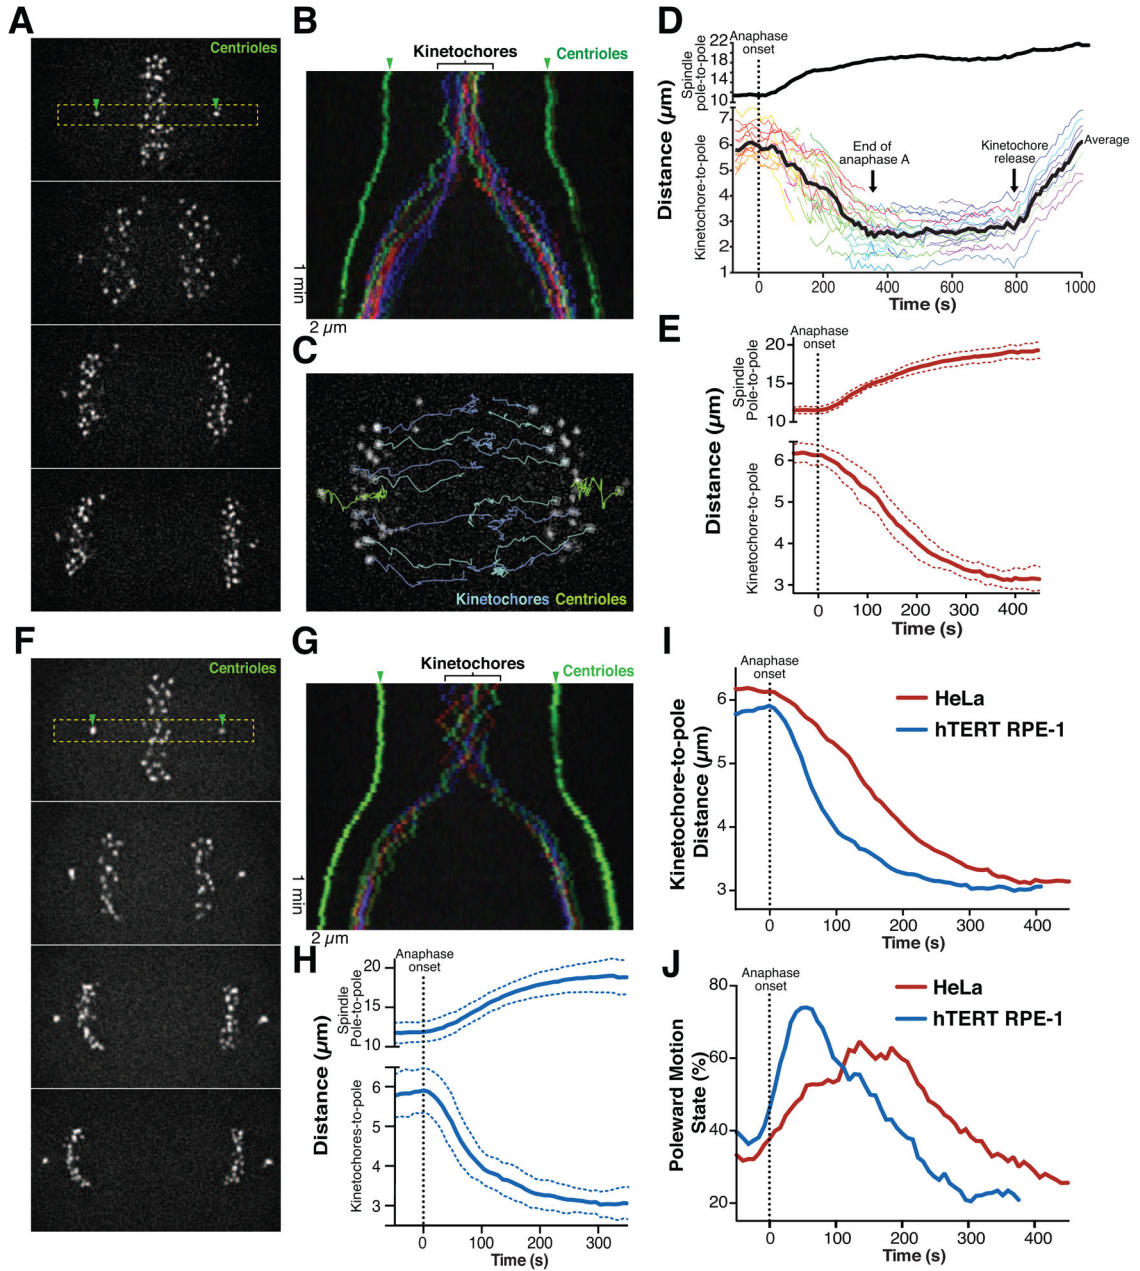 A
Centrioles
B
Kinetochores
Centrioles
1 min
2 µm
C
Kinetochores Centrioles
D
Anaphase
onset
Spindle
pole-to-pole
22
18
14
10
Distance (µm)
Kinetochore-to-pole
7
6
5
4
3
2
1
End of
anaphase A
Kinetochore
release
Average
0
200
400
600
800
1000
Time (s)
E
Anaphase
onset
Spindle
Pole-to-pole
20
15
10
Distance (µm)
Kinetochore-to-pole
6
5
4
3
0
100
200
300
400
Time (s)
F
Centrioles
G
Kinetochores
Centrioles
1 min
2 µm
H
Anaphase
onset
Spindle
Pole-to-pole
20
15
10
Distance (µm)
Kinetochores-to-pole
6
5
4
3
0
100
200
300
Time (s)
I
Anaphase
onset
HeLa
hTERT RPE-1
Kinetochore-to-pole
Distance (µm)
6
5
4
3
0
100
200
300
400
Time (s)
J
Anaphase
onset
HeLa
hTERT RPE-1
Poleward Motion
State (%)
80
60
40
20
0
100
200
300
400
Time (s)